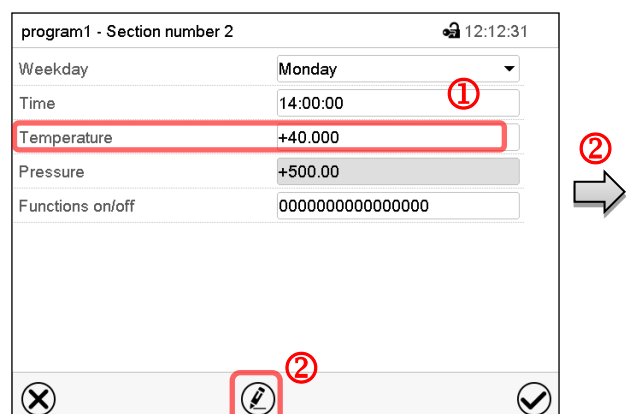 program1 - Section number 2 12:12:31
Weekday Monday
①
Time 14:00:00
Temperature +40.000
②
Pressure +500.00
Functions on/off 0000000000000000
②